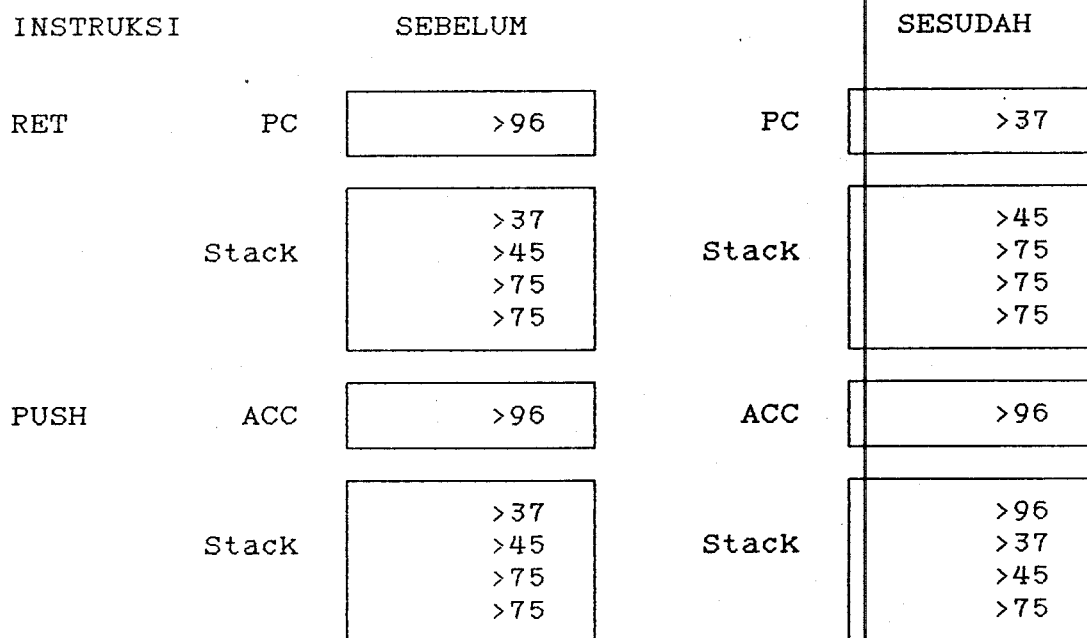 INSTRUKSI SEBELUM SESUDAH
RET PC >96 PC >37
>37 >45
Stack >45 Stack >75
>75 >75
>75 >75
PUSH ACC >96 ACC >96
>37 >96
Stack >45 Stack >37
>75 >45
>75 >75